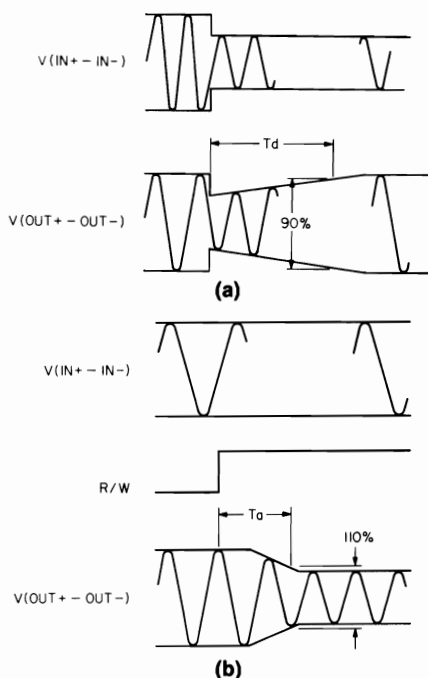 V(IN+ − IN−)
Td
V(OUT+ − OUT−)
90%
(a)
V(IN+ − IN−)
R/W
Ta
110%
V(OUT+ − OUT−)
(b)